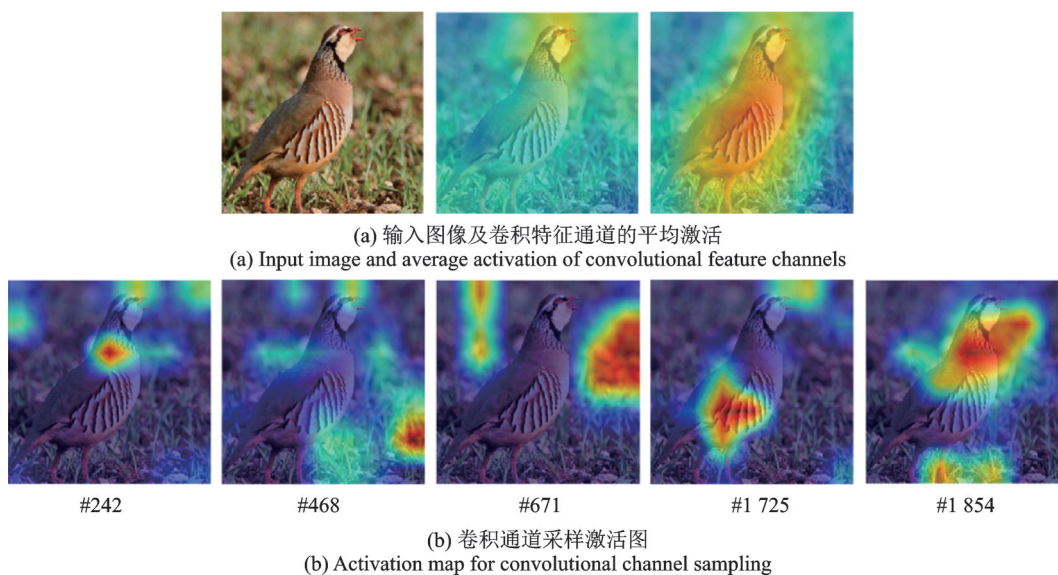 (a) 输入图像及卷积特征通道的平均激活
(a) Input image and average activation of convolutional feature channels
#242 #468 #671 #1 725 #1 854
(b) 卷积通道采样激活图
(b) Activation map for convolutional channel sampling